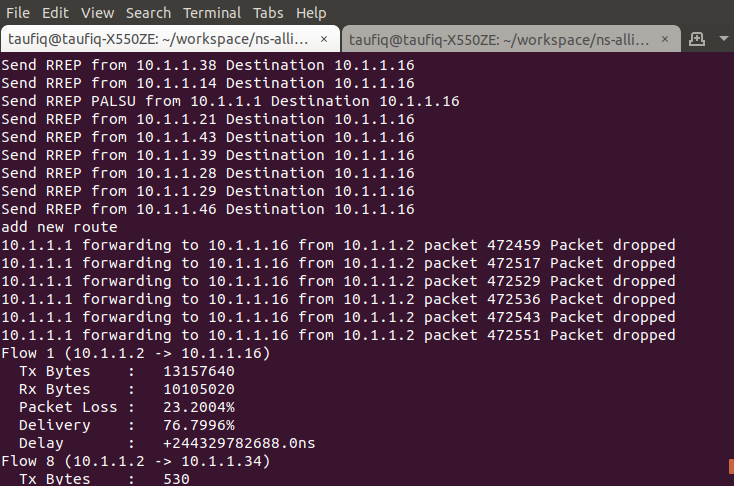 File Edit View Search Terminal Tabs Help
taufiq@taufiq-X550ZE: ~/workspace/ns-alli... × taufiq@taufiq-X550ZE: ~/workspace/ns-alli... ×
Send RREP from 10.1.1.38 Destination 10.1.1.16
Send RREP from 10.1.1.14 Destination 10.1.1.16
Send RREP PALSU from 10.1.1.1 Destination 10.1.1.16
Send RREP from 10.1.1.21 Destination 10.1.1.16
Send RREP from 10.1.1.43 Destination 10.1.1.16
Send RREP from 10.1.1.39 Destination 10.1.1.16
Send RREP from 10.1.1.28 Destination 10.1.1.16
Send RREP from 10.1.1.29 Destination 10.1.1.16
Send RREP from 10.1.1.46 Destination 10.1.1.16
add new route
10.1.1.1 forwarding to 10.1.1.16 from 10.1.1.2 packet 472459 Packet dropped
10.1.1.1 forwarding to 10.1.1.16 from 10.1.1.2 packet 472517 Packet dropped
10.1.1.1 forwarding to 10.1.1.16 from 10.1.1.2 packet 472529 Packet dropped
10.1.1.1 forwarding to 10.1.1.16 from 10.1.1.2 packet 472536 Packet dropped
10.1.1.1 forwarding to 10.1.1.16 from 10.1.1.2 packet 472543 Packet dropped
10.1.1.1 forwarding to 10.1.1.16 from 10.1.1.2 packet 472551 Packet dropped
Flow 1 (10.1.1.2 -> 10.1.1.16)
  Tx Bytes    :   13157640
  Rx Bytes    :   10105020
  Packet Loss :   23.2004%
  Delivery    :   76.7996%
  Delay       :   +244329782688.0ns
Flow 8 (10.1.1.2 -> 10.1.1.34)
  Tx Bytes    :   530